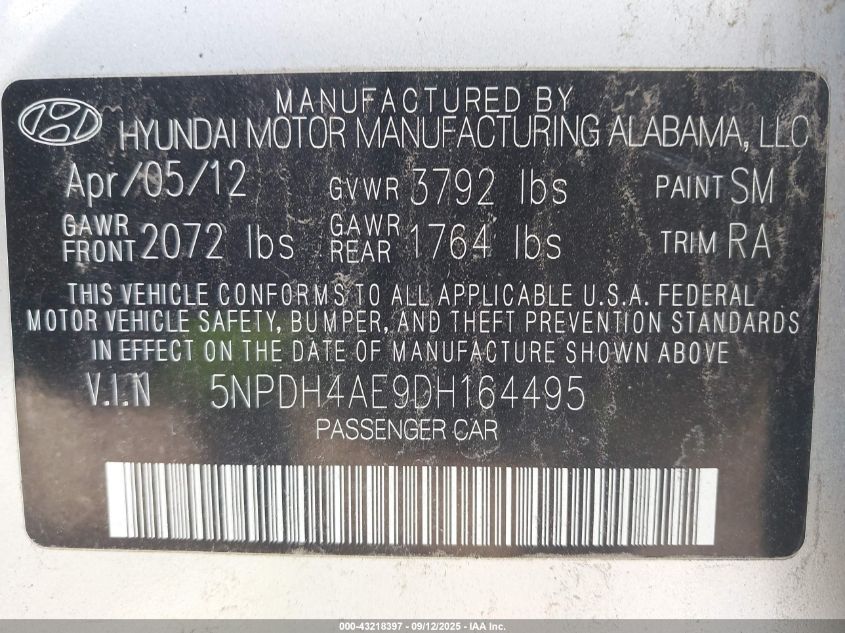 MANUFACTURED BY
HYUNDAI MOTOR MANUFACTURING ALABAMA, LLC
Apr/05/12 GVWR 3792 lbs PAINT SM
GAWR FRONT 2072 lbs GAWR REAR 1764 lbs TRIM RA
THIS VEHICLE CONFORMS TO ALL APPLICABLE U.S.A. FEDERAL
MOTOR VEHICLE SAFETY, BUMPER, AND THEFT PREVENTION STANDARDS
IN EFFECT ON THE DATE OF MANUFACTURE SHOWN ABOVE
V.I.N 5NPDH4AE9DH164495
PASSENGER CAR
000-43218397 - 09/12/2025 - IAA Inc.